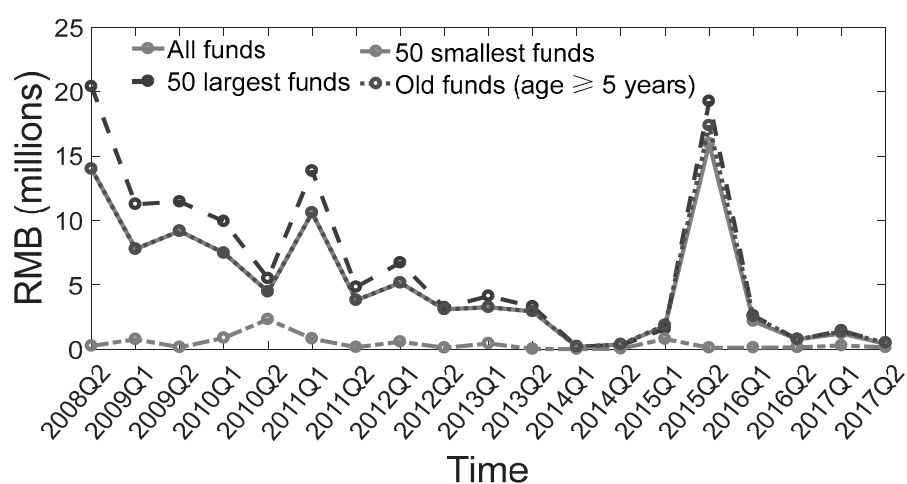 25
20
15
10
5
0
RMB (millions)
All funds
50 smallest funds
50 largest funds
Old funds (age ⩾ 5 years)
2008Q2
2009Q1
2009Q2
2010Q1
2010Q2
2011Q1
2011Q2
2012Q1
2012Q2
2013Q1
2013Q2
2014Q1
2014Q2
2015Q1
2015Q2
2016Q1
2016Q2
2017Q1
2017Q2
Time